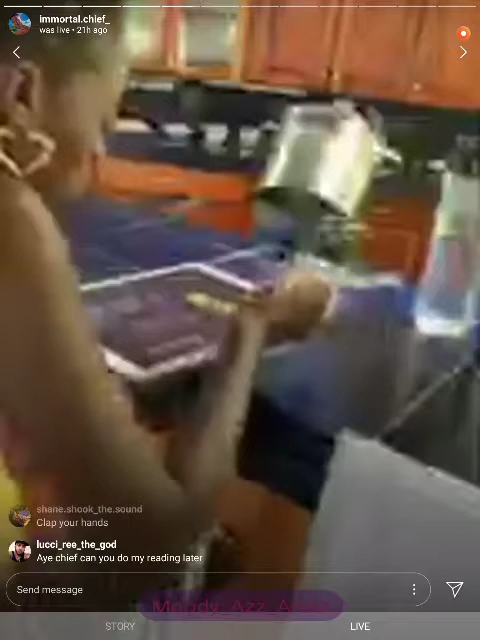 immortal.chief_
was live • 21h ago
shane.shook_the.sound
Clap your hands
lucci_ree_the_god
Aye chief can you do my reading later
Send message
STORY
LIVE